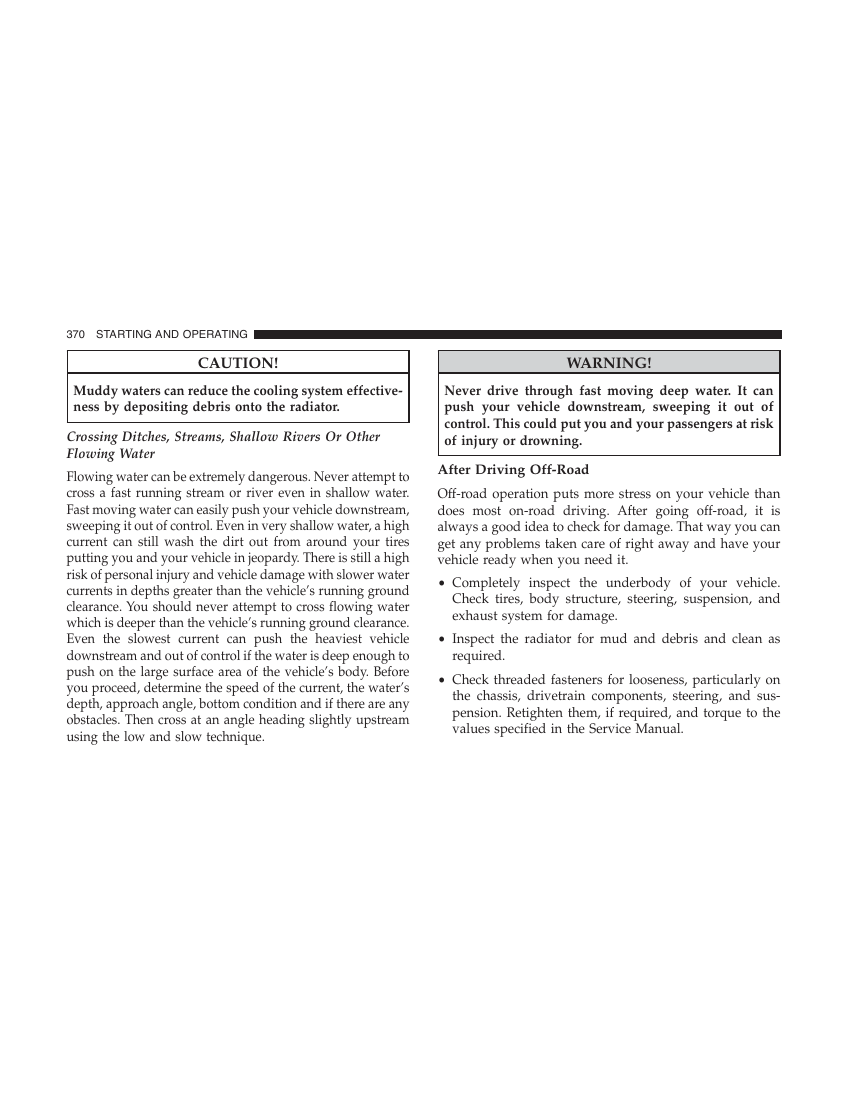 370 STARTING AND OPERATING
CAUTION!
Muddy waters can reduce the cooling system effective-
ness by depositing debris onto the radiator.
Crossing Ditches, Streams, Shallow Rivers Or Other
Flowing Water
Flowing water can be extremely dangerous. Never attempt to
cross a fast running stream or river even in shallow water.
Fast moving water can easily push your vehicle downstream,
sweeping it out of control. Even in very shallow water, a high
current can still wash the dirt out from around your tires
putting you and your vehicle in jeopardy. There is still a high
risk of personal injury and vehicle damage with slower water
currents in depths greater than the vehicle’s running ground
clearance. You should never attempt to cross flowing water
which is deeper than the vehicle’s running ground clearance.
Even the slowest current can push the heaviest vehicle
downstream and out of control if the water is deep enough to
push on the large surface area of the vehicle’s body. Before
you proceed, determine the speed of the current, the water’s
depth, approach angle, bottom condition and if there are any
obstacles. Then cross at an angle heading slightly upstream
using the low and slow technique.
WARNING!
Never drive through fast moving deep water. It can
push your vehicle downstream, sweeping it out of
control. This could put you and your passengers at risk
of injury or drowning.
After Driving Off-Road
Off-road operation puts more stress on your vehicle than
does most on-road driving. After going off-road, it is
always a good idea to check for damage. That way you can
get any problems taken care of right away and have your
vehicle ready when you need it.
• Completely inspect the underbody of your vehicle.
Check tires, body structure, steering, suspension, and
exhaust system for damage.
• Inspect the radiator for mud and debris and clean as
required.
• Check threaded fasteners for looseness, particularly on
the chassis, drivetrain components, steering, and sus-
pension. Retighten them, if required, and torque to the
values specified in the Service Manual.